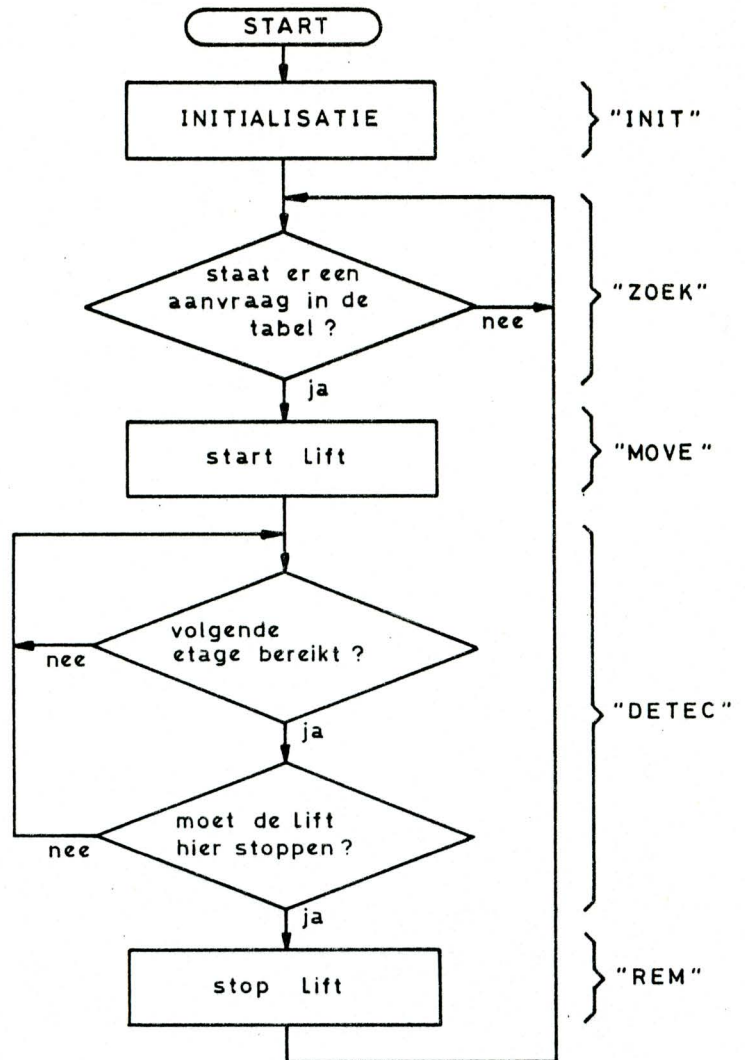 START
INITIALISATIE
"INIT"
staat er een
aanvraag in de
tabel ?
nee
"ZOEK"
ja
start lift
"MOVE"
volgende
etage bereikt ?
nee
ja
"DETEC"
moet de lift
hier stoppen ?
nee
ja
stop lift
"REM"